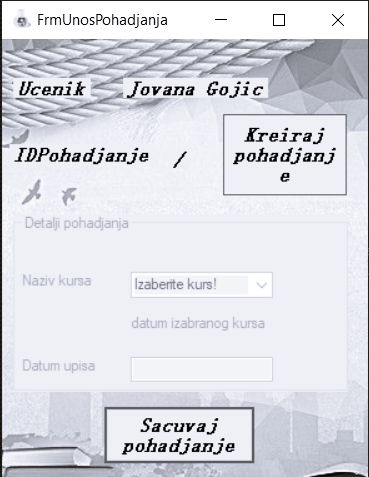 FrmUnosPohadjanja
Ucenik Jovana Gojic
Kreiraj
pohadjanj
e
IDPohadjanje /
Detalji pohadjanja
Naziv kursa Izaberite kurs!
datum izabranog kursa
Datum upisa
Sacuvaj
pohadjanje